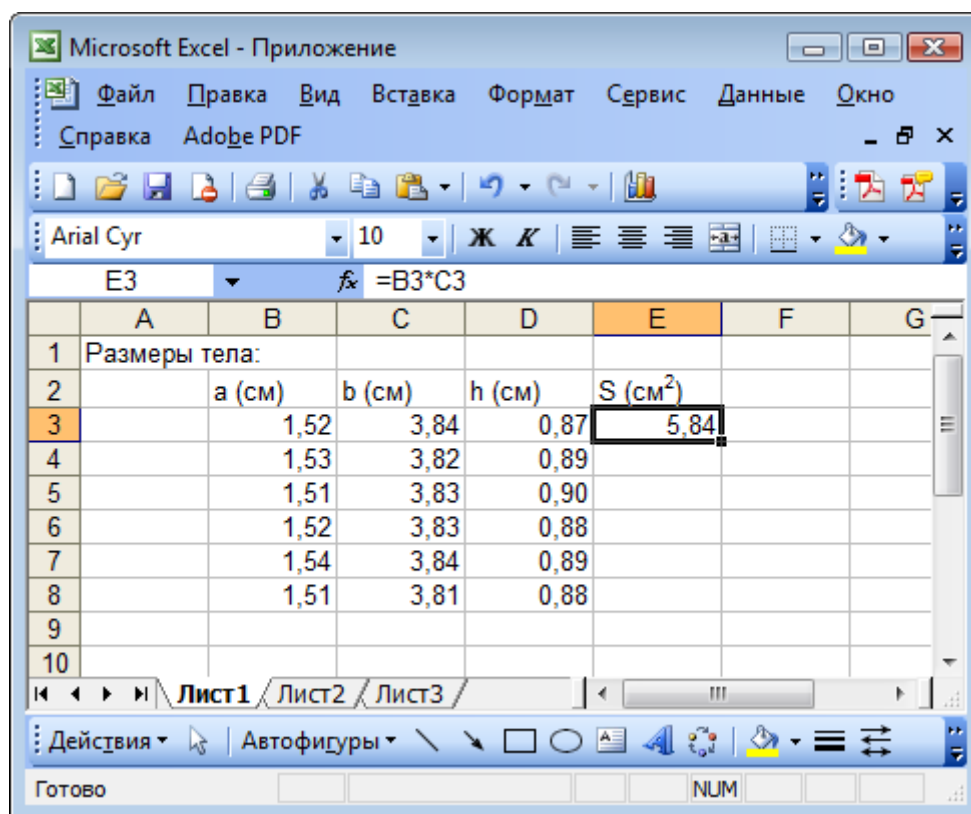 Microsoft Excel - Приложение
Файл Правка Вид Вставка Формат Сервис Данные Окно
Справка Adobe PDF
Arial Cyr 10 Ж К
E3 fx =B3*C3
A B C D E F G
1 Размеры тела:
2 a (см) b (см) h (см) S (см²)
3 1,52 3,84 0,87 5,84
4 1,53 3,82 0,89
5 1,51 3,83 0,90
6 1,52 3,83 0,88
7 1,54 3,84 0,89
8 1,51 3,81 0,88
9
10
Лист1 Лист2 Лист3
Действия Автофигуры
Готово NUM